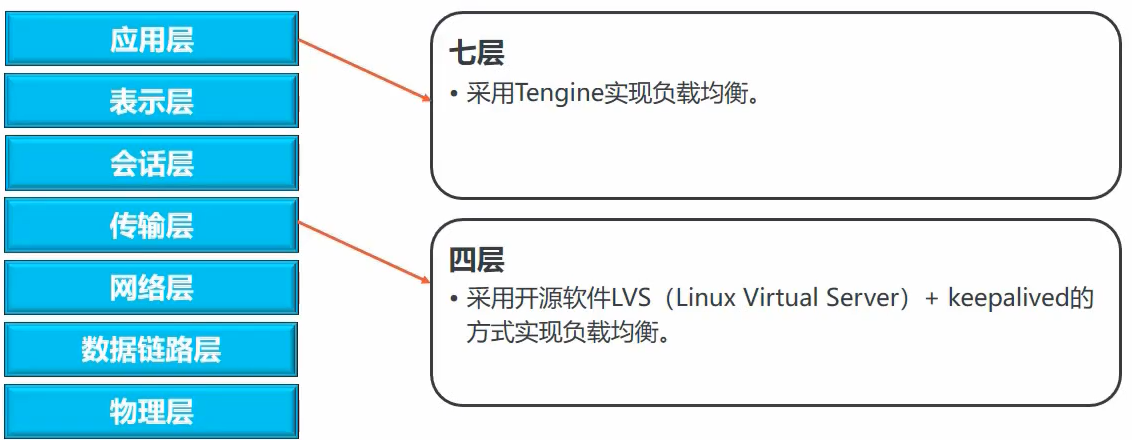 应用层
表示层
会话层
传输层
网络层
数据链路层
物理层
七层
• 采用Tengine实现负载均衡。
四层
• 采用开源软件LVS（Linux Virtual Server）+ keepalived的
方式实现负载均衡。